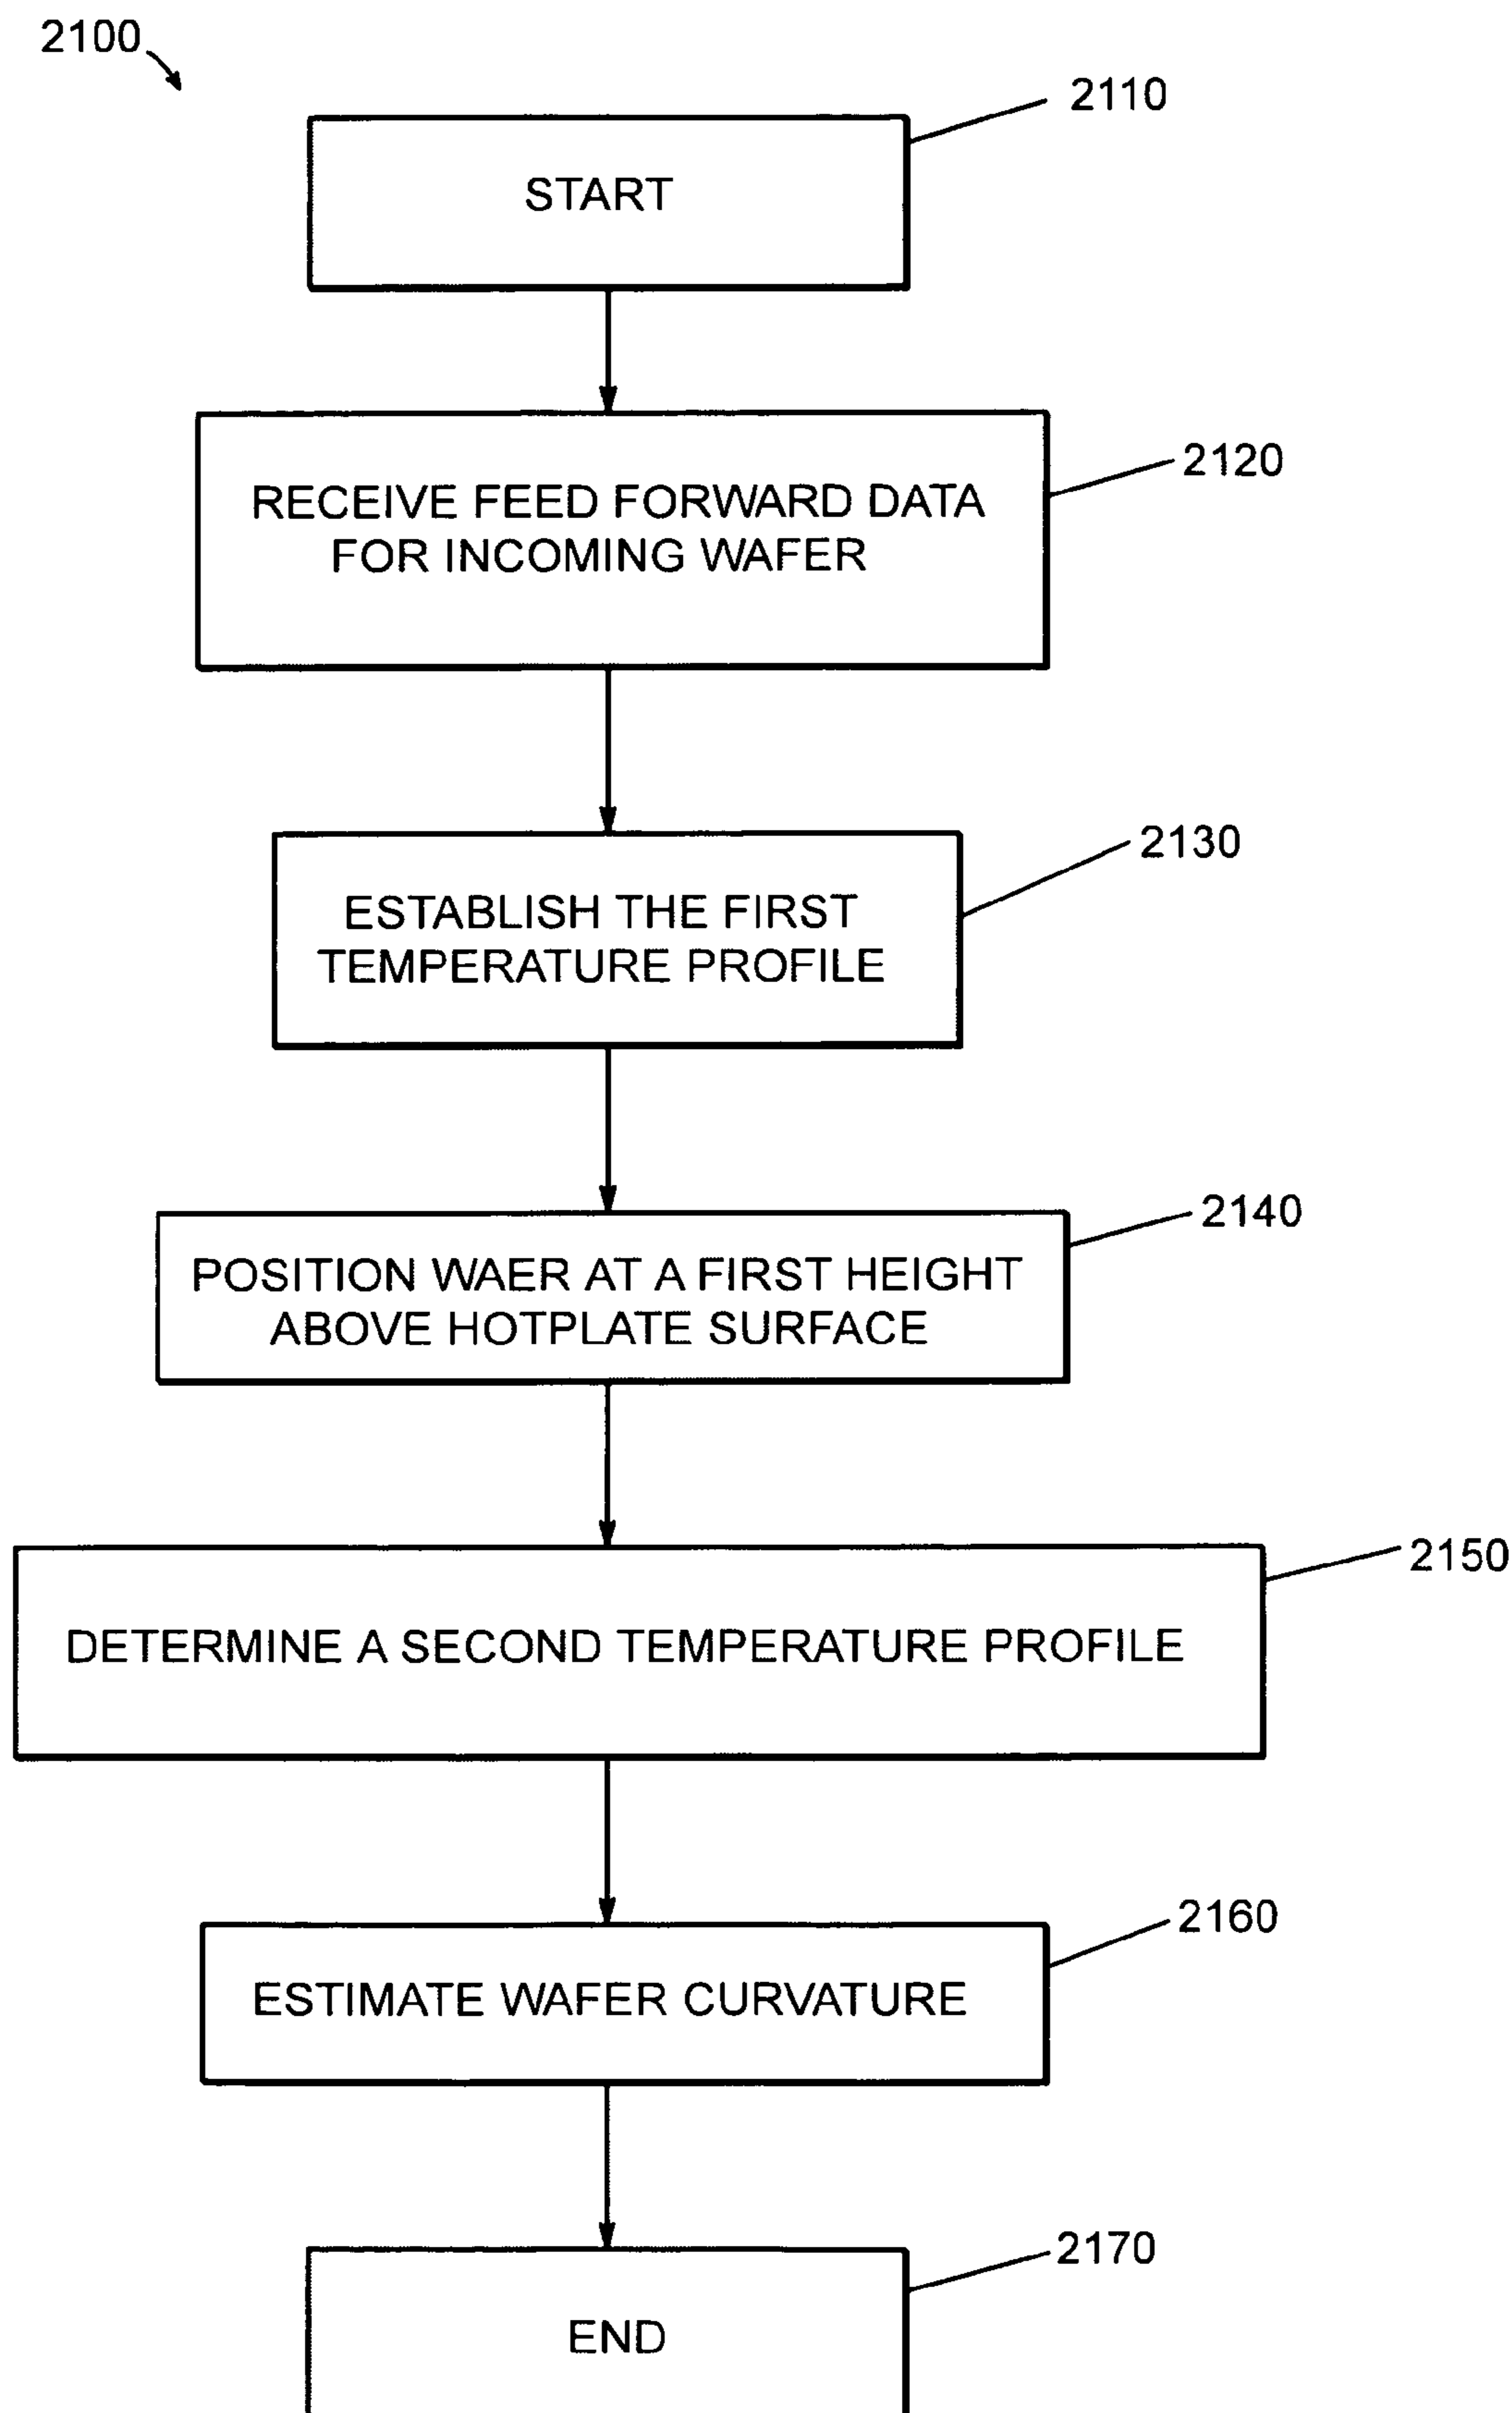 2100
2110
START
2120
RECEIVE FEED FORWARD DATA
FOR INCOMING WAFER
2130
ESTABLISH THE FIRST
TEMPERATURE PROFILE
2140
POSITION WAER AT A FIRST HEIGHT
ABOVE HOTPLATE SURFACE
2150
DETERMINE A SECOND TEMPERATURE PROFILE
2160
ESTIMATE WAFER CURVATURE
2170
END